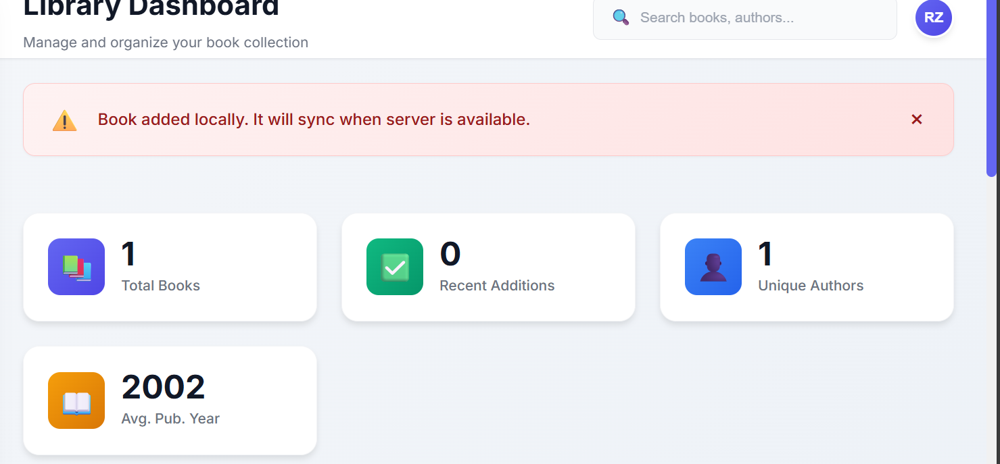 Library Dashboard
Manage and organize your book collection
Search books, authors...
RZ
Book added locally. It will sync when server is available.
×
1
Total Books
0
Recent Additions
1
Unique Authors
2002
Avg. Pub. Year